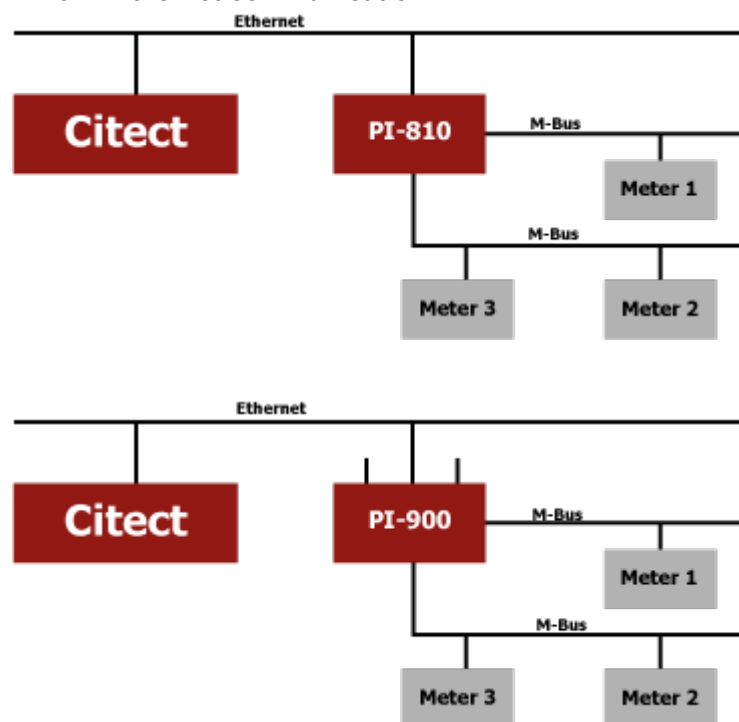 Ethernet
Citect
PI-810
M-Bus
Meter 1
M-Bus
Meter 3
Meter 2
Ethernet
Citect
PI-900
M-Bus
Meter 1
M-Bus
Meter 3
Meter 2